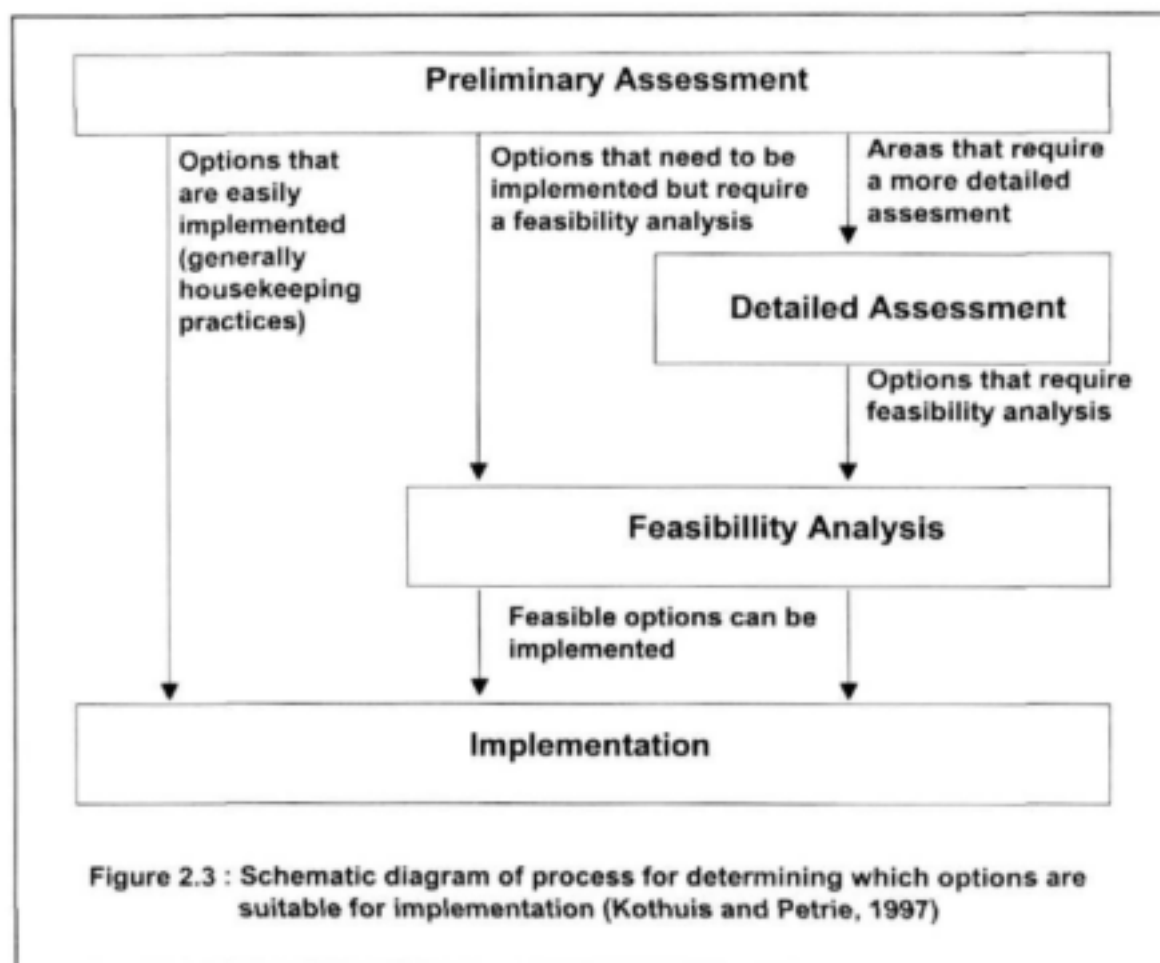 Preliminary Assessment
Options that
are easily
implemented
(generally
housekeeping
practices)
Options that need to be
implemented but require
a feasibility analysis
Areas that require
a more detailed
assesment
Detailed Assessment
Options that require
feasibility analysis
Feasibillity Analysis
Feasible options can be
implemented
Implementation
Figure 2.3 : Schematic diagram of process for determining which options are
suitable for implementation (Kothuis and Petrie, 1997)